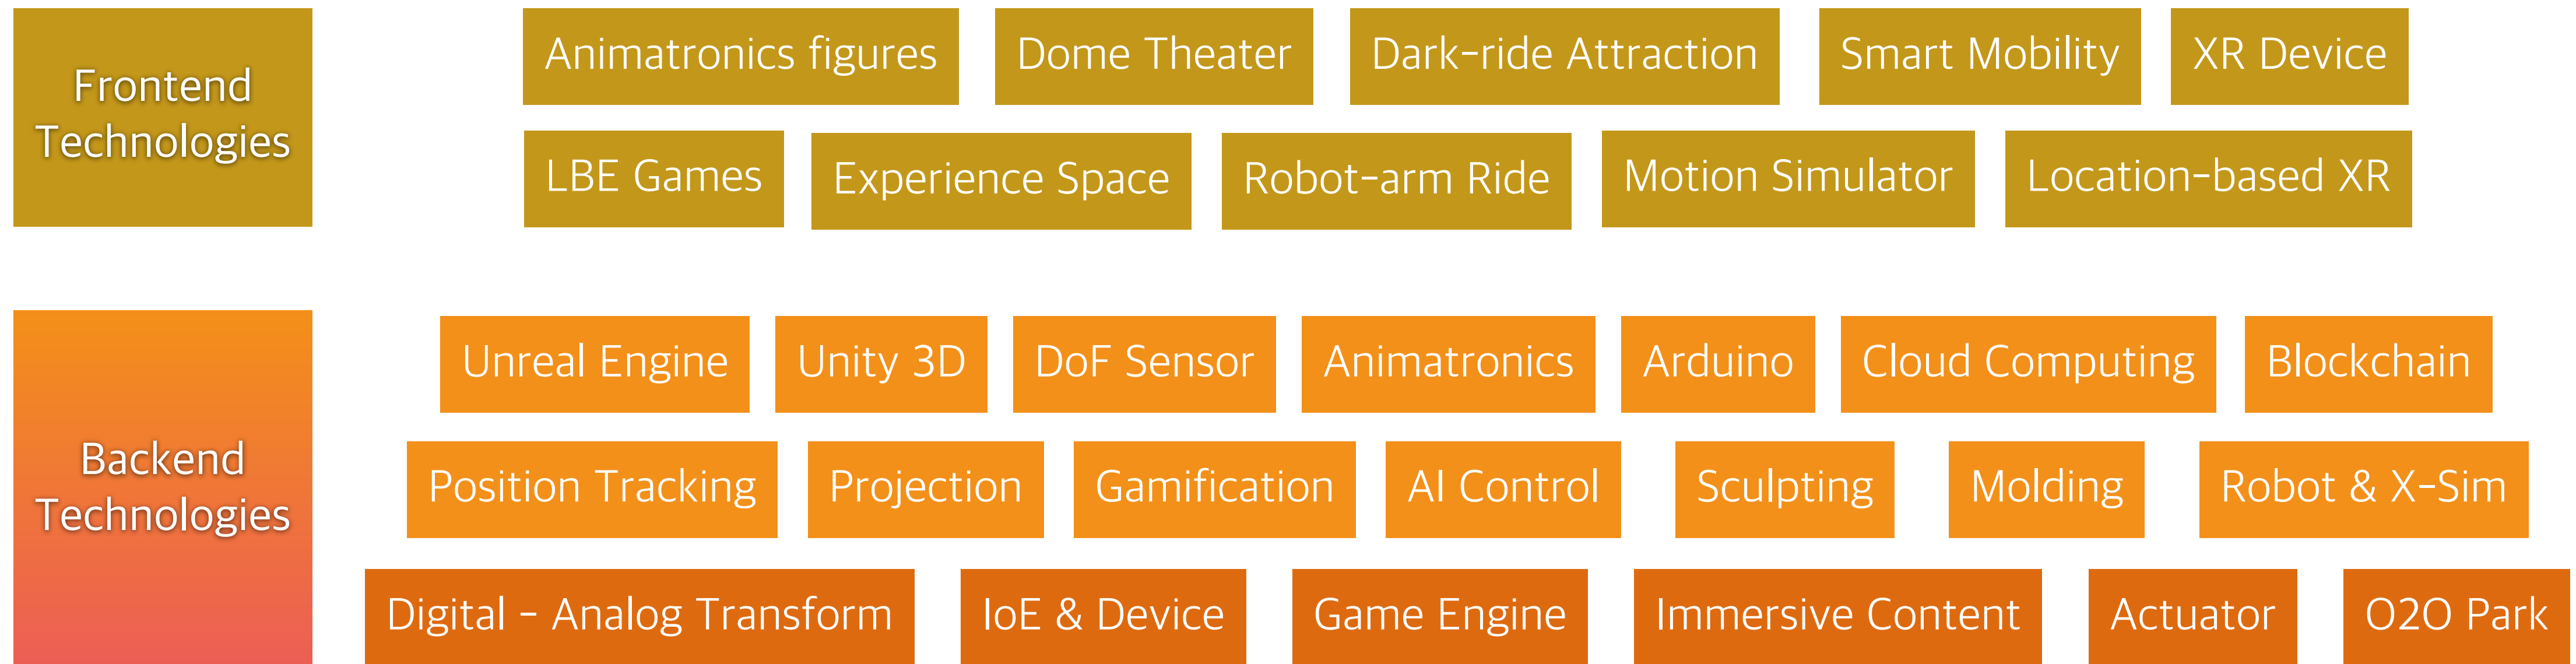 Frontend
Technologies
Animatronics figures
Dome Theater
Dark-ride Attraction
Smart Mobility
XR Device
LBE Games
Experience Space
Robot-arm Ride
Motion Simulator
Location-based XR
Backend
Technologies
Unreal Engine
Unity 3D
DoF Sensor
Animatronics
Arduino
Cloud Computing
Blockchain
Position Tracking
Projection
Gamification
AI Control
Sculpting
Molding
Robot & X-Sim
Digital - Analog Transform
IoE & Device
Game Engine
Immersive Content
Actuator
O2O Park